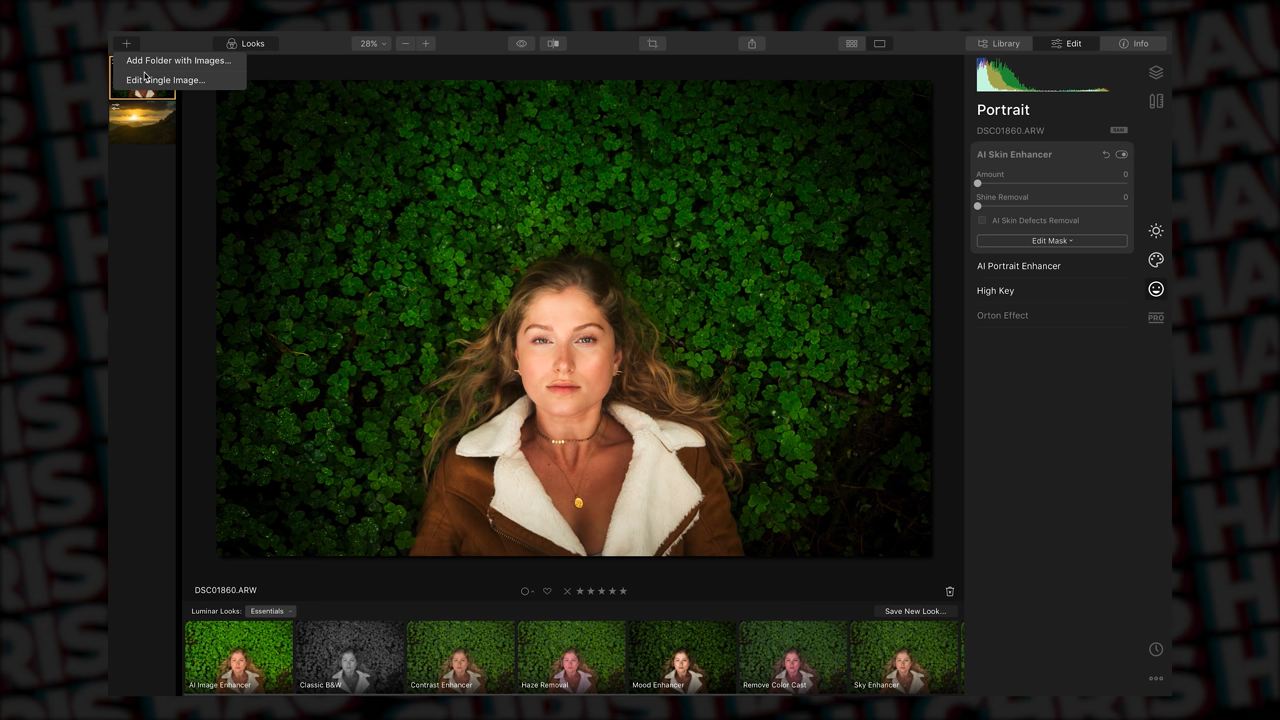 Looks
28%
Library
Edit
Info
Add Folder with Images...
Edit Single Image...
Portrait
DSC01860.ARW
RAW
AI Skin Enhancer
Amount
0
Shine Removal
0
AI Skin Defects Removal
Edit Mask
AI Portrait Enhancer
High Key
Orton Effect
PRO
DSC01860.ARW
Luminar Looks:
Essentials
Save New Look...
AI Image Enhancer
Classic B&W
Contrast Enhancer
Haze Removal
Mood Enhancer
Remove Color Cast
Sky Enhancer